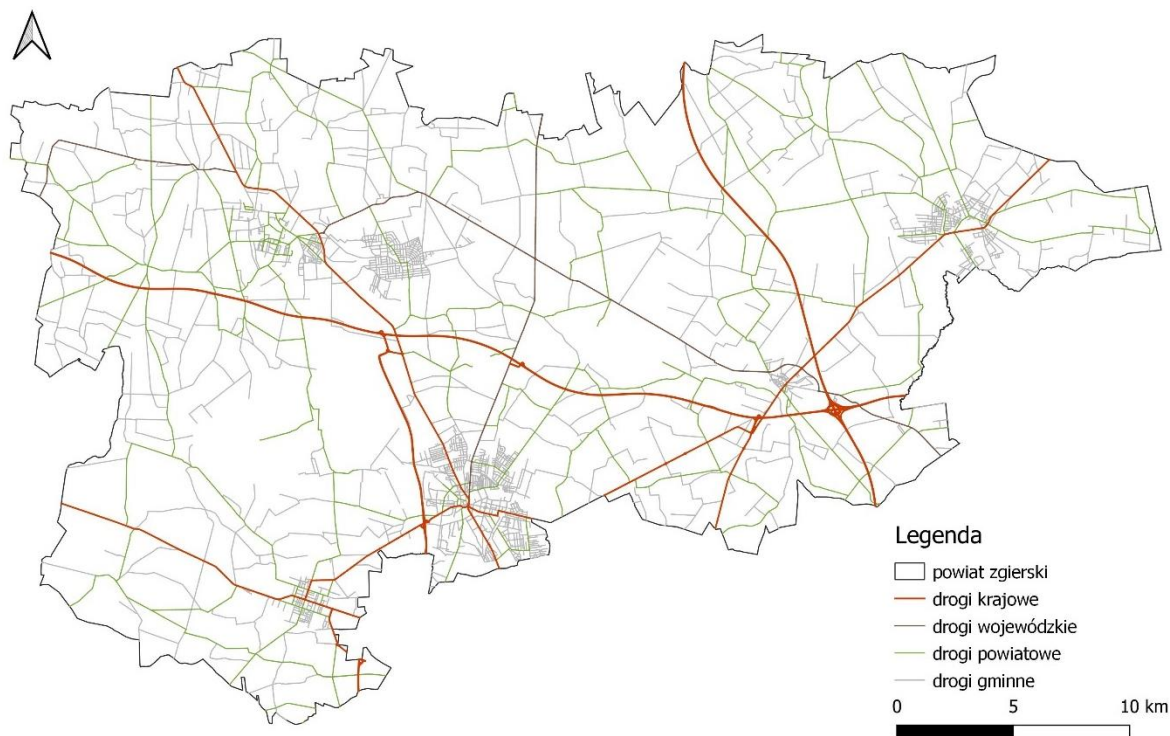 Legenda
powiat zgierski
drogi krajowe
drogi wojewódzkie
drogi powiatowe
drogi gminne
0 5 10 km